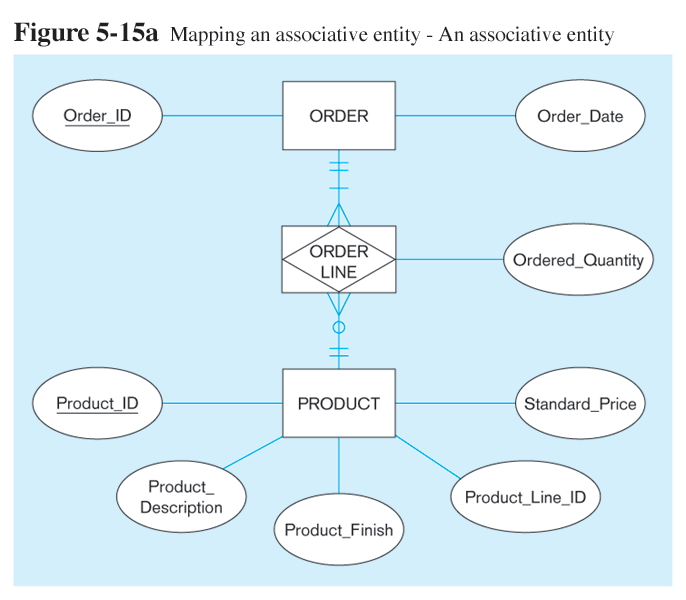 Figure 5-15a Mapping an associative entity - An associative entity
Order_ID
ORDER
Order_Date
ORDER
LINE
Ordered_Quantity
Product_ID
PRODUCT
Standard_Price
Product_
Description
Product_Finish
Product_Line_ID